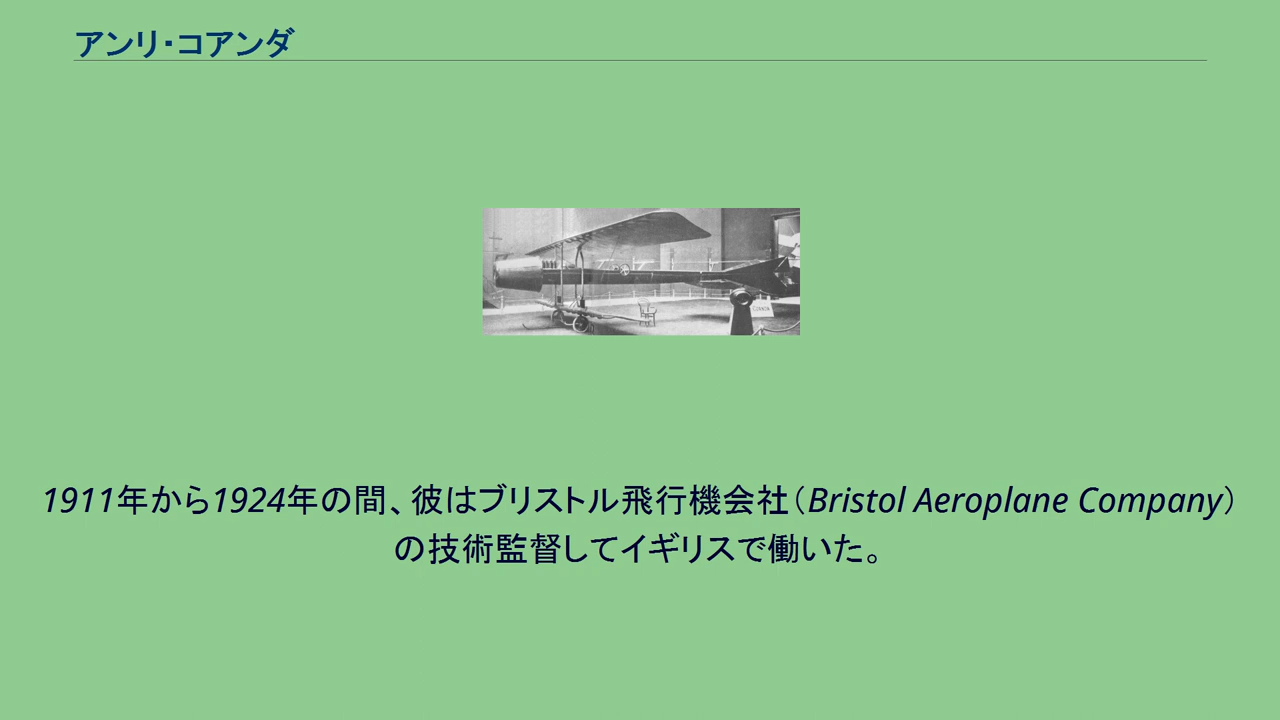 アンリ・コアンダ
1911年から1924年の間、彼はブリストル飛行機会社（Bristol Aeroplane Company）
の技術監督してイギリスで働いた。